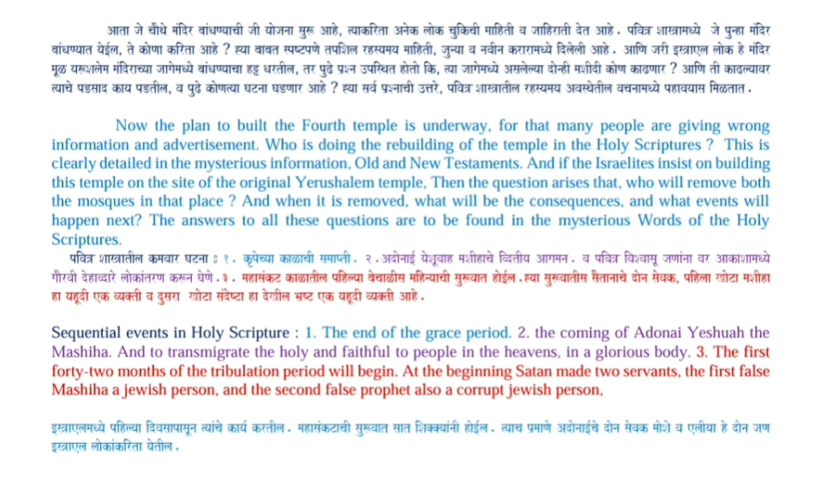 आता जे चौथे मंदिर बांधण्याची जी योजना सुरू आहे, त्याकरिता अनेक लोक चुकिची माहिती व जाहिराती देत आहे. पवित्र शास्त्रामध्ये जे पुन्हा मंदिर
बांधण्यात येईल, ते कोणा करिता आहे ? ह्या बाबत स्पष्टपणे तपशिल रहस्यमय माहिती, जुन्या व नवीन करारामध्ये दिलेली आहे. आणि जरी इस्त्राएल लोक हे मंदिर
मूळ यरूशलेम मंदिराच्या जागेमध्ये बांधण्याचा हट्ट धरतील, तर पुढे प्रश्न उपस्थित होतो कि, त्या जागेमध्ये असलेल्या दोन्ही मशीदी कोण काढणार ? आणि ती काढल्यावर
त्याचे पडसाद काय पडतील, व पुढे कोणत्या घटना घडणार आहे ? ह्या सर्व प्रश्नाची उत्तरे, पवित्र शास्त्रातील रहस्यमय अवस्थेतील वचनामध्ये पहावयास मिळतात.
Now the plan to built the Fourth temple is underway, for that many people are giving wrong
information and advertisement. Who is doing the rebuilding of the temple in the Holy Scriptures ? This is
clearly detailed in the mysterious information, Old and New Testaments. And if the Israelites insist on building
this temple on the site of the original Yerushalem temple, Then the question arises that, who will remove both
the mosques in that place ? And when it is removed, what will be the consequences, and what events will
happen next? The answers to all these questions are to be found in the mysterious Words of the Holy
Scriptures.
पवित्र शास्त्रातील क्रमवार घटना : १. कृपेच्या काळाची समाप्ती. २.अदोनाई येशूवाह मशीहाचे व्दितीय आगमन. व पवित्र विश्वासू जणांना वर आकाशामध्ये
गौरवी देहाव्दारे लोकांतरण करून घेणे.३. महासंकट काळातील पहिल्या बेचाळीस महिन्याची सुरूवात होईल.ह्या सुरूवातीस सैतानाचे दोन सेवक, पहिला खोटा मशीहा
हा यहूदी एक व्यक्ती व दुसरा खोटा संदेष्टा हा देखील भ्रष्ट एक यहूदी व्यक्ती आहे.
Sequential events in Holy Scripture : 1. The end of the grace period. 2. the coming of Adonai Yeshuah the
Mashiha. And to transmigrate the holy and faithful to people in the heavens, in a glorious body. 3. The first
forty-two months of the tribulation period will begin. At the beginning Satan made two servants, the first false
Mashiha a jewish person, and the second false prophet also a corrupt jewish person,
इस्त्राएलमध्ये पहिल्या दिवसापासून त्यांचे कार्य करतील. महासंकटाची सुरूवात सात शिक्क्यांनी होईल. त्याच प्रमाणे अदोनाईचे दोन सेवक मोशे व एलीया हे दोन जण
इस्त्राएल लोकांकरिता येतील.